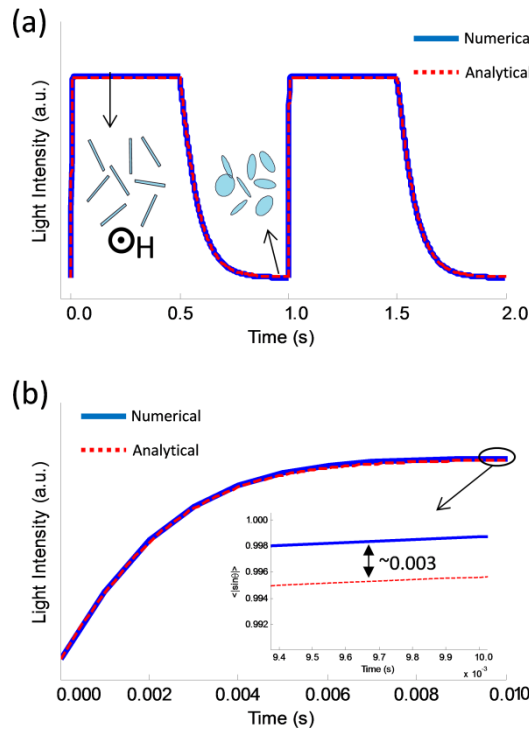 (a)
Numerical
Analytical
Light Intensity (a.u.)
H
0.0 0.5 1.0 1.5 2.0
Time (s)
(b)
Numerical
Analytical
Light Intensity (a.u.)
1.000
0.998
0.996
0.994
0.992
<|sinθ|>
~0.003
9.4 9.5 9.6 9.7 9.8 9.9 10.0
Time (s)
x 10⁻³
0.000 0.002 0.004 0.006 0.008 0.010
Time (s)